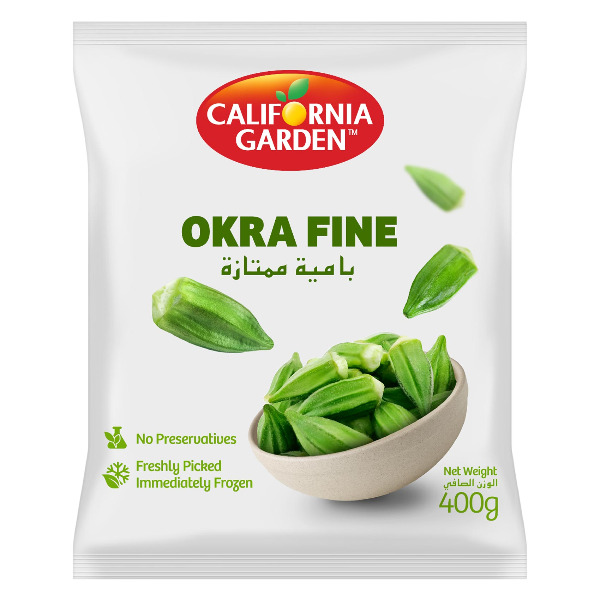 CALIFORNIA
GARDEN™
OKRA FINE
بامية ممتازة
No Preservatives
Freshly Picked
Immediately Frozen
Net Weight
الوزن الصافي
400g